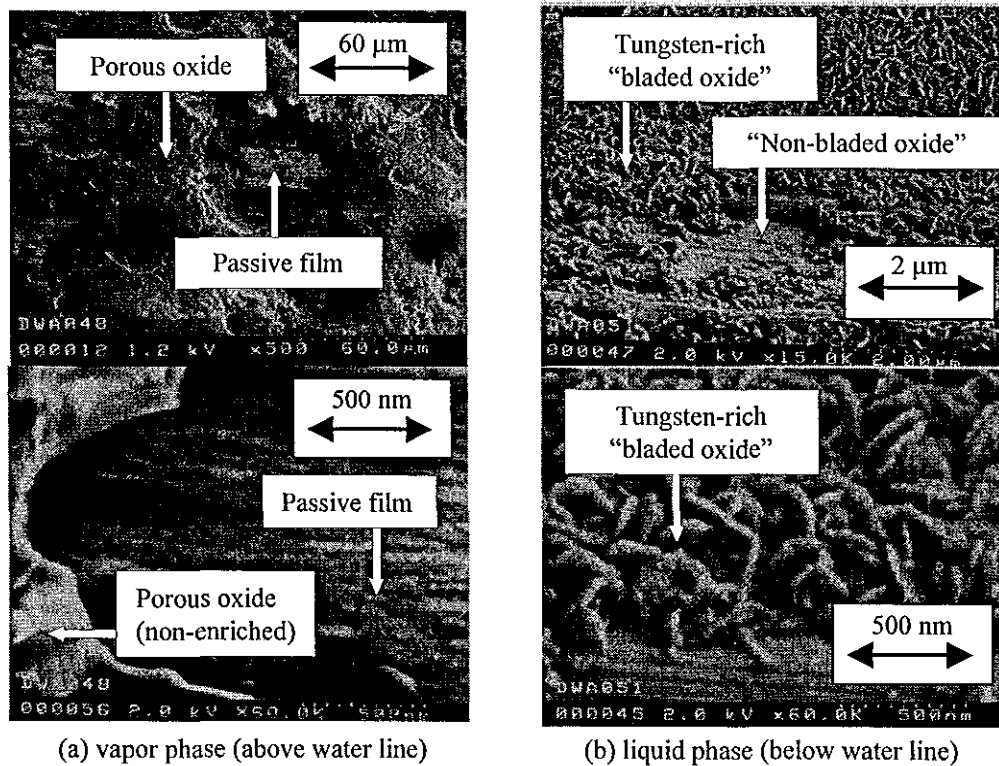 Porous oxide
60 μm
Passive film
DWAA48
000012 1.2 kV x500 60.0μm
500 nm
Passive film
Porous oxide
(non-enriched)
000056 2.0 kV x60.0K 500nm
(a) vapor phase (above water line)
Tungsten-rich
“bladed oxide”
“Non-bladed oxide”
2 μm
000047 2.0 kV x15.0K 2.00μm
Tungsten-rich
“bladed oxide”
500 nm
DWA051
000045 2.0 kV x60.0K 500nm
(b) liquid phase (below water line)